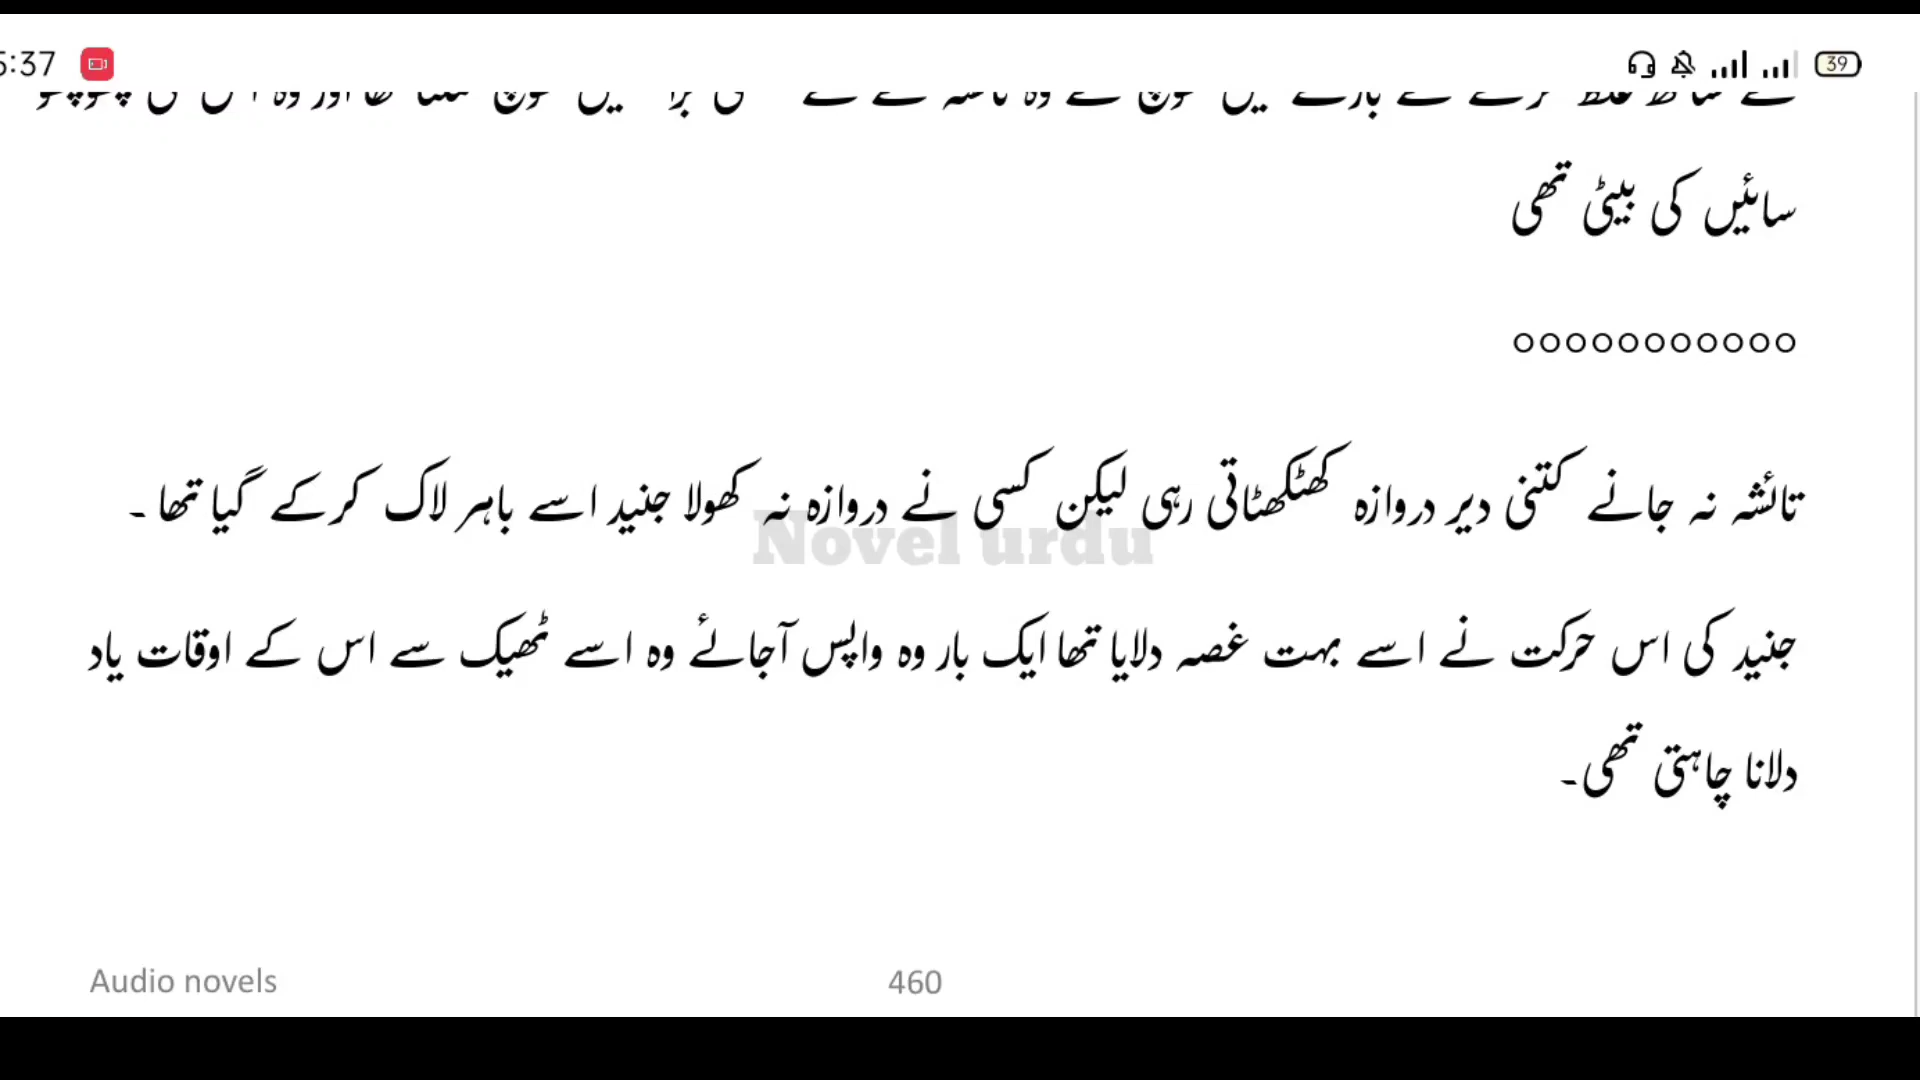 5:37
39
سائیں کی بیٹی تھی
○○○○○○○○○○○
تائشہ نہ جانے کتنی دیر دروازہ کھٹکھٹاتی رہی لیکن کسی نے دروازہ نہ کھولا جنید اسے باہر لاک کرکے گیا تھا۔
Novel urdu
جنید کی اس حرکت نے اسے بہت غصہ دلایا تھا ایک بار وہ واپس آجائے وہ اسے ٹھیک سے اس کے اوقات یاد
دلانا چاہتی تھی۔
Audio novels 460